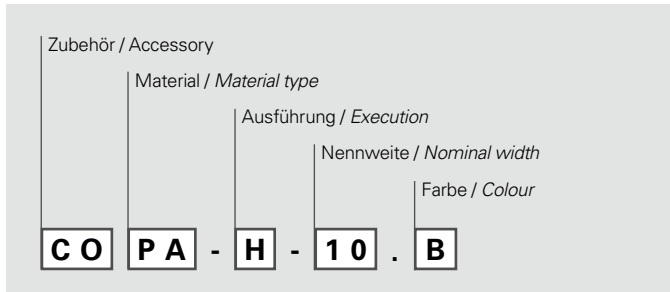 Zubehör / Accessory
Material / Material type
Ausführung / Execution
Nennweite / Nominal width
Farbe / Colour
CO PA - H - 10 . B